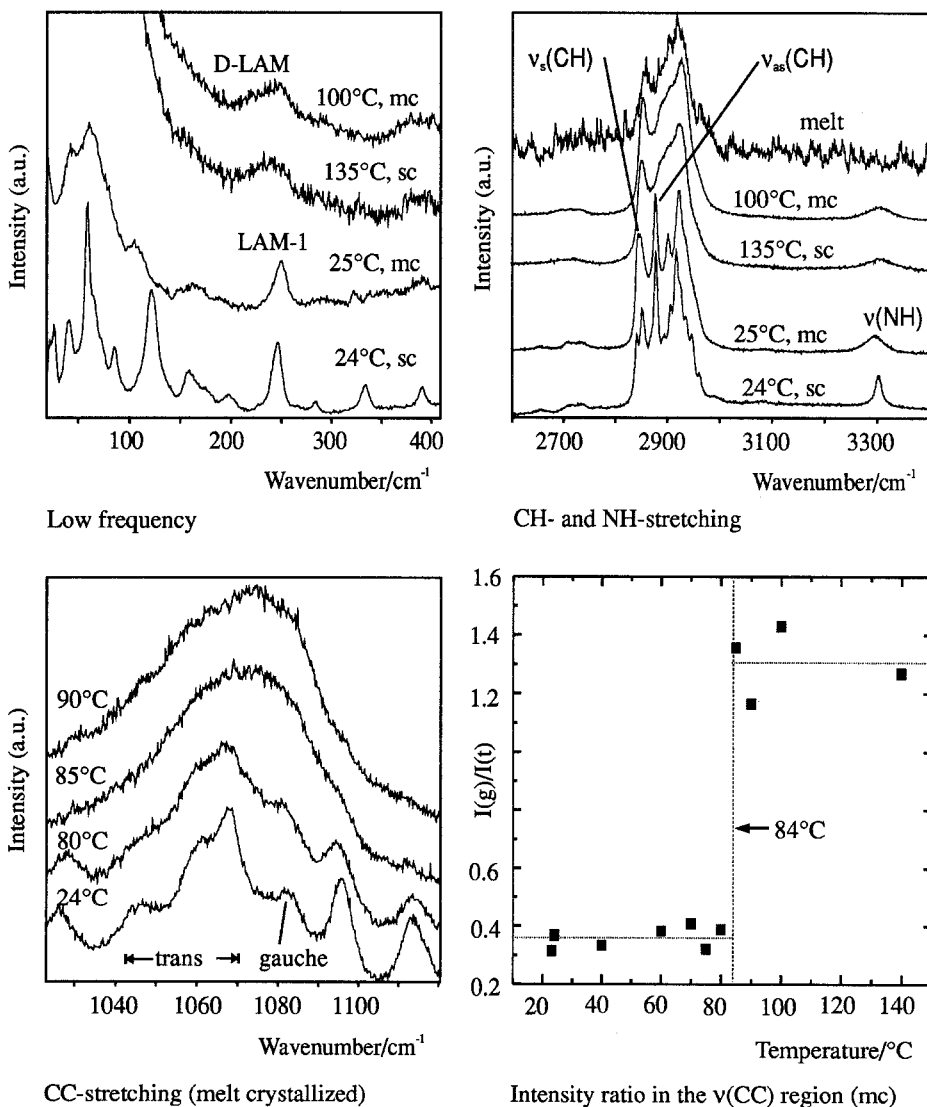 Intensity (a.u.)
D-LAM
100°C, mc
135°C, sc
LAM-1
25°C, mc
24°C, sc
100 200 300 400
Wavenumber/cm⁻¹
Low frequency
Intensity (a.u.)
νs(CH)
νas(CH)
melt
100°C, mc
135°C, sc
ν(NH)
25°C, mc
24°C, sc
2700 2900 3100 3300
Wavenumber/cm⁻¹
CH- and NH-stretching
Intensity (a.u.)
90°C
85°C
80°C
24°C
trans
gauche
1040 1060 1080 1100
Wavenumber/cm⁻¹
CC-stretching (melt crystallized)
I(g)/I(t)
1.6
1.4
1.2
0.8
0.6
0.4
0.2
84°C
20 40 60 80 100 120 140
Temperature/°C
Intensity ratio in the ν(CC) region (mc)